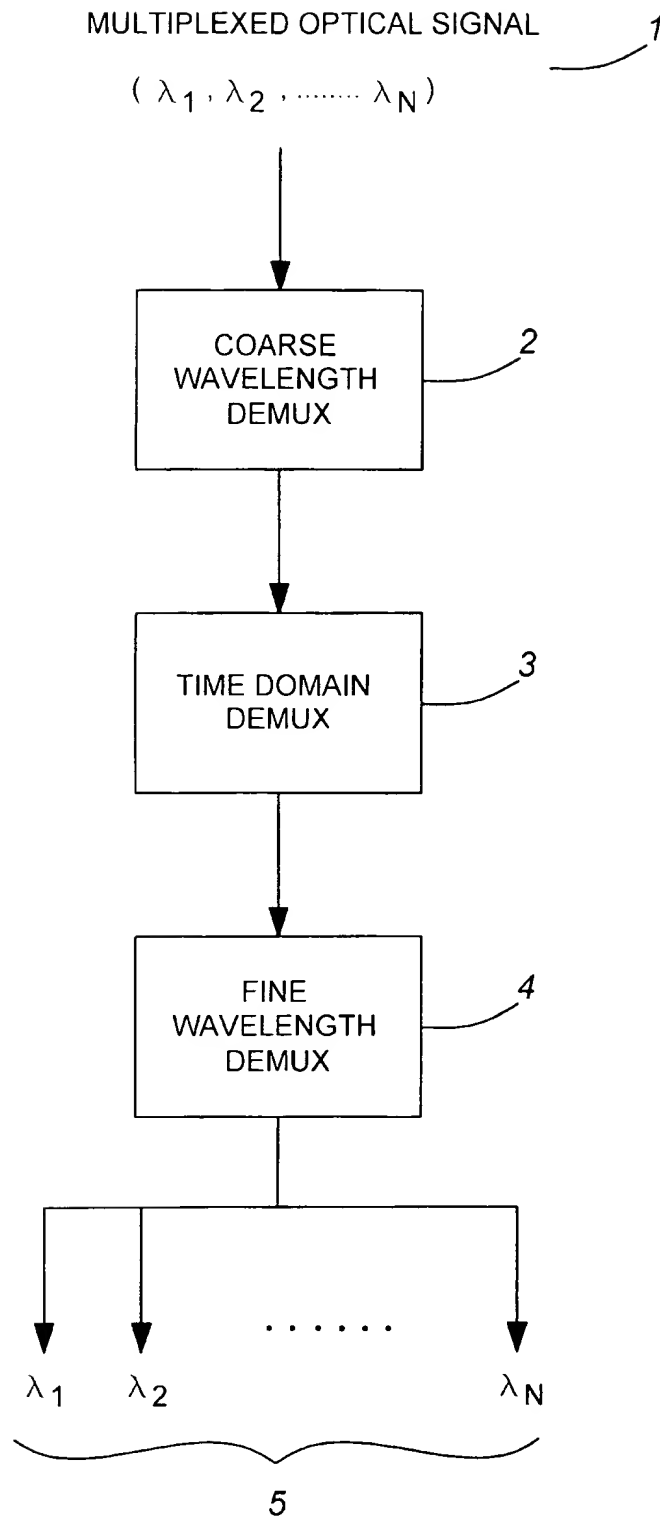 MULTIPLEXED OPTICAL SIGNAL
1
( λ1 , λ2 , ........ λN )
COARSE
WAVELENGTH
DEMUX
2
TIME DOMAIN
DEMUX
3
FINE
WAVELENGTH
DEMUX
4
λ1 λ2 ...... λN
5